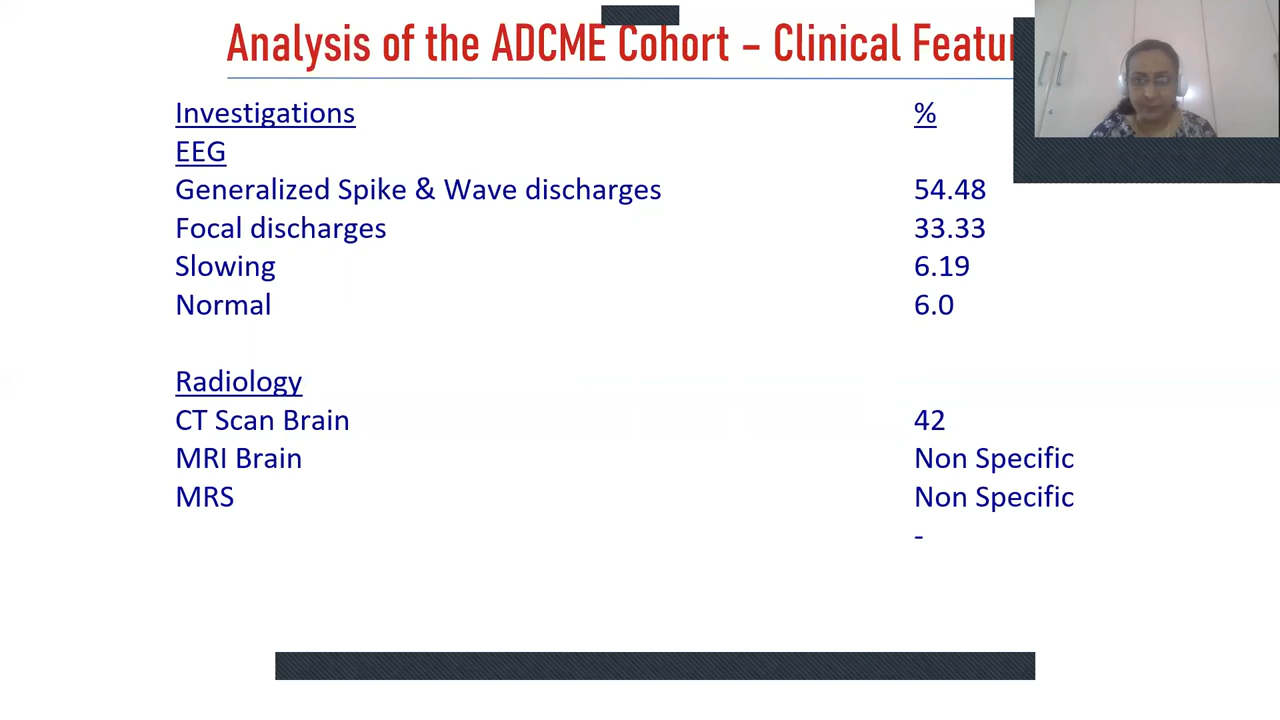 Analysis of the ADCME Cohort – Clinical
Investigations %
EEG
Generalized Spike & Wave discharges 54.48
Focal discharges 33.33
Slowing 6.19
Normal 6.0
Radiology
CT Scan Brain 42
MRI Brain Non Specific
MRS Non Specific
-